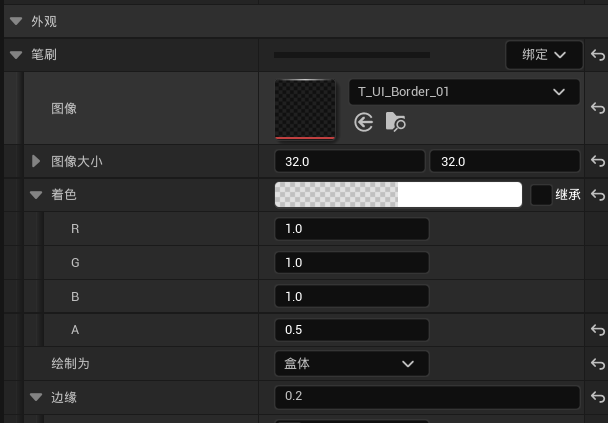 外观
笔刷
绑定
图像
T_UI_Border_01
图像大小
32.0 32.0
着色
继承
R 1.0
G 1.0
B 1.0
A 0.5
绘制为 盒体
边缘 0.2